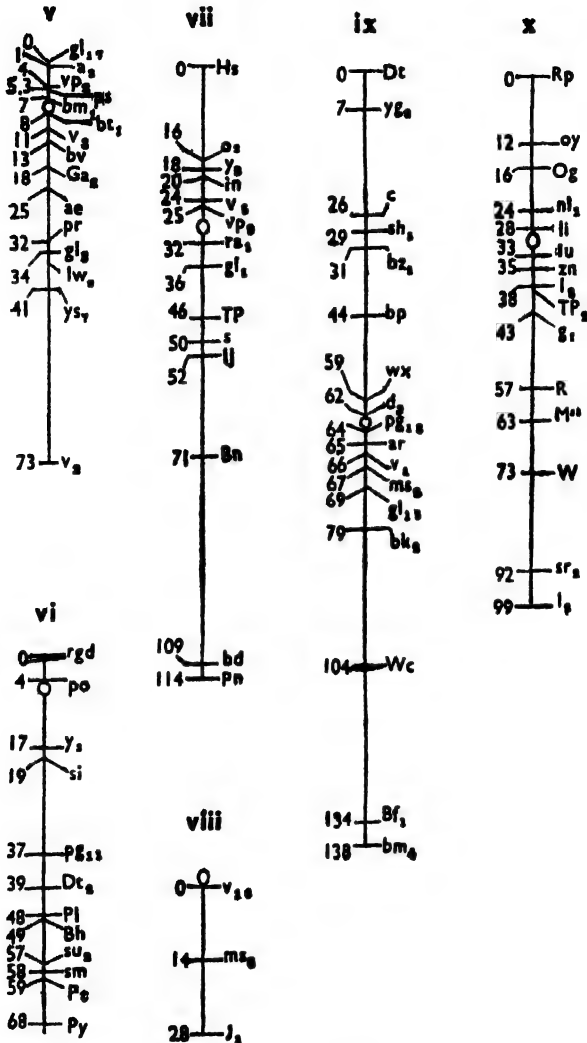 v
0
1 gl₁₇
4 a₂
5.3 vp₂
7 bm₁
8 bt₁
11 v₃
13 bv
18 Ga₂
25 ae
32 pr
34 gl₈
lw₂
41 ys₇
73 v₂
vi
0 rgd
4 po
17 y₁
19 si
37 pg₁₁
39 Dt₂
48 Pl
49 Bh
57 su₂
58 sm
59 Pt
68 Py
vii
0 Hs
16 o₂
18 y₈
20 in
24 v₅
25 vp₉
32 ra₁
36 gl₁
46 TP
50 s
52 ij
71 Bn
109 bd
114 Pn
viii
0 v₁₆
14 ms₈
28 j₁
ix
0 Dt
7 yg₂
26 c
29 sh₁
31 bz₁
44 bp
59 wx
62 d₃
64 pg₁₂
65 ar
66 v₁
67 ms₂
69 gl₁₅
79 bk₂
104 Wc
134 Bf₁
138 bm₄
x
0 Rp
12 oy
16 Og
24 nl₁
28 li
33 du
35 zn
38 l₈
TP₂
43 g₁
57 R
63 Mˢᵗ
73 W
92 sr₂
99 l₂